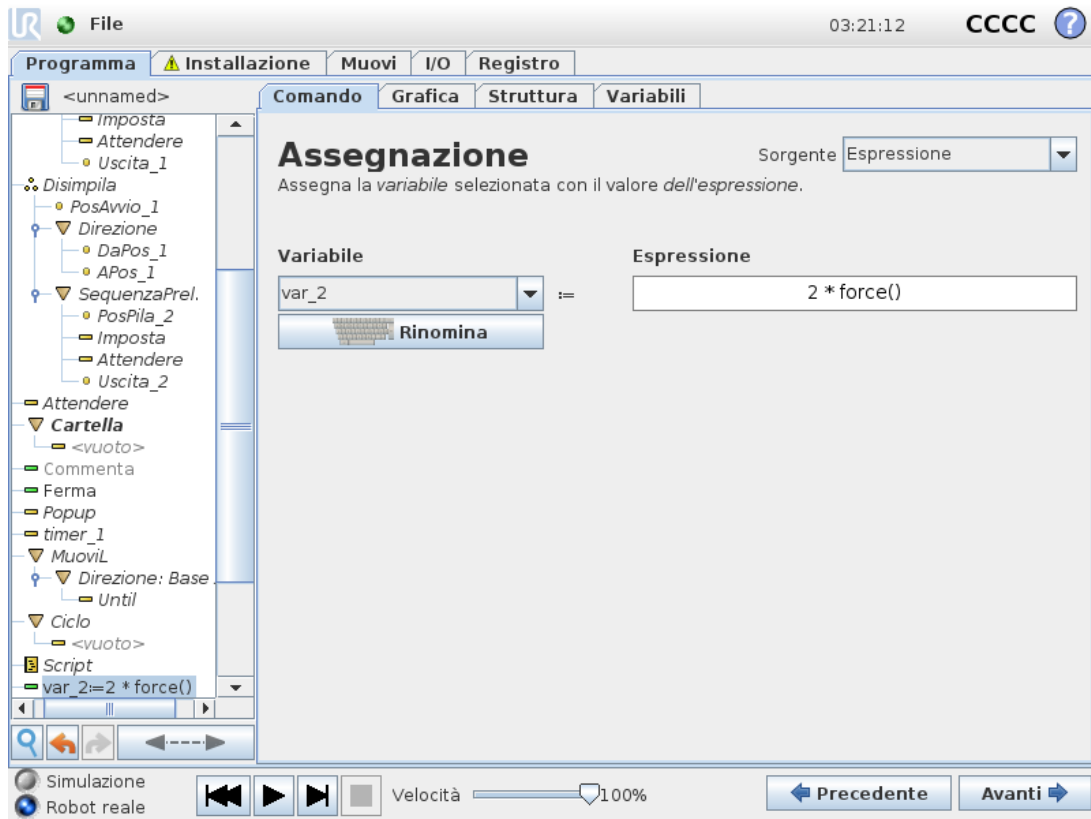 File
03:21:12
CCCC
?
Programma
Installazione
Muovi
I/O
Registro
<unnamed>
Comando
Grafica
Struttura
Variabili
Imposta
Attendere
Uscita_1
Disimpila
PosAvvio_1
Direzione
DaPos_1
APos_1
SequenzaPrel.
PosPila_2
Imposta
Attendere
Uscita_2
Attendere
Cartella
<vuoto>
Commenta
Ferma
Popup
timer_1
MuoviL
Direzione: Base
Until
Ciclo
<vuoto>
Script
var_2:=2 * force()
Assegnazione
Sorgente
Espressione
Assegna la variabile selezionata con il valore dell'espressione.
Variabile
Espressione
var_2
:=
2 * force()
Rinomina
Simulazione
Robot reale
Velocità
100%
Precedente
Avanti